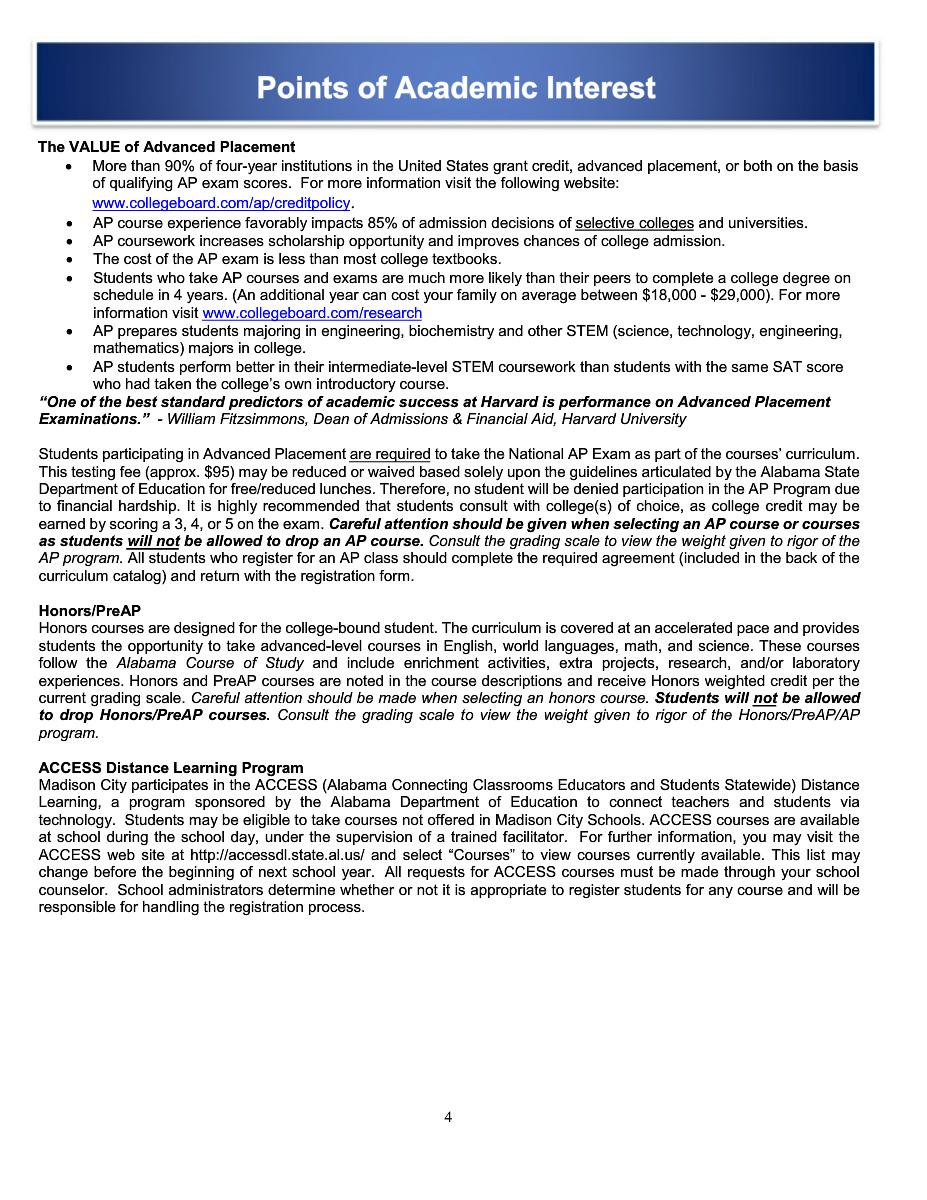 Points of Academic Interest
The VALUE of Advanced Placement
• More than 90% of four-year institutions in the United States grant credit, advanced placement, or both on the basis
of qualifying AP exam scores.  For more information visit the following website:
www.collegeboard.com/ap/creditpolicy.
• AP course experience favorably impacts 85% of admission decisions of selective colleges and universities.
• AP coursework increases scholarship opportunity and improves chances of college admission.
• The cost of the AP exam is less than most college textbooks.
• Students who take AP courses and exams are much more likely than their peers to complete a college degree on
schedule in 4 years. (An additional year can cost your family on average between $18,000 - $29,000). For more
information visit www.collegeboard.com/research
• AP prepares students majoring in engineering, biochemistry and other STEM (science, technology, engineering,
mathematics) majors in college.
• AP students perform better in their intermediate-level STEM coursework than students with the same SAT score
who had taken the college’s own introductory course.
“One of the best standard predictors of academic success at Harvard is performance on Advanced Placement
Examinations.”  - William Fitzsimmons, Dean of Admissions & Financial Aid, Harvard University
Students participating in Advanced Placement are required to take the National AP Exam as part of the courses’ curriculum.
This testing fee (approx. $95) may be reduced or waived based solely upon the guidelines articulated by the Alabama State
Department of Education for free/reduced lunches. Therefore, no student will be denied participation in the AP Program due
to financial hardship. It is highly recommended that students consult with college(s) of choice, as college credit may be
earned by scoring a 3, 4, or 5 on the exam. Careful attention should be given when selecting an AP course or courses
as students will not be allowed to drop an AP course. Consult the grading scale to view the weight given to rigor of the
AP program. All students who register for an AP class should complete the required agreement (included in the back of the
curriculum catalog) and return with the registration form.
Honors/PreAP
Honors courses are designed for the college-bound student. The curriculum is covered at an accelerated pace and provides
students the opportunity to take advanced-level courses in English, world languages, math, and science. These courses
follow the Alabama Course of Study and include enrichment activities, extra projects, research, and/or laboratory
experiences. Honors and PreAP courses are noted in the course descriptions and receive Honors weighted credit per the
current grading scale. Careful attention should be made when selecting an honors course. Students will not be allowed
to drop Honors/PreAP courses. Consult the grading scale to view the weight given to rigor of the Honors/PreAP/AP
program.
ACCESS Distance Learning Program
Madison City participates in the ACCESS (Alabama Connecting Classrooms Educators and Students Statewide) Distance
Learning, a program sponsored by the Alabama Department of Education to connect teachers and students via
technology.  Students may be eligible to take courses not offered in Madison City Schools. ACCESS courses are available
at school during the school day, under the supervision of a trained facilitator.  For further information, you may visit the
ACCESS web site at http://accessdl.state.al.us/ and select “Courses” to view courses currently available. This list may
change before the beginning of next school year.  All requests for ACCESS courses must be made through your school
counselor.  School administrators determine whether or not it is appropriate to register students for any course and will be
responsible for handling the registration process.
4